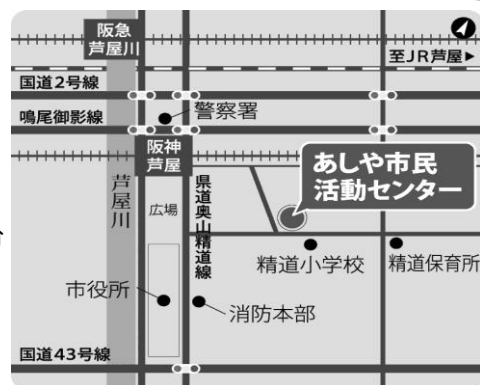 阪急
芦屋川
至JR芦屋▶
国道2号線
鳴尾御影線
警察署
阪神
芦屋
あしや市民
活動センター
芦屋川
広場
県道奥山精道線
精道小学校
精道保育所
市役所
消防本部
国道43号線